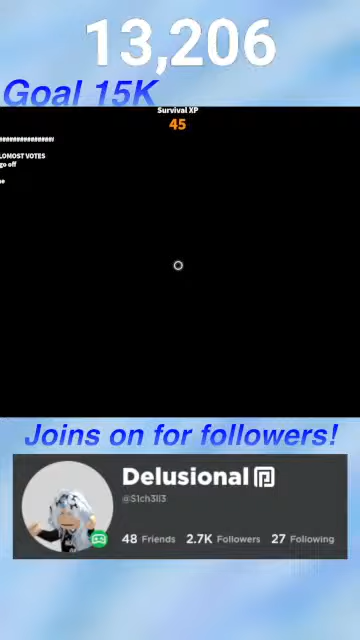 13,206
Goal 15K
Survival XP
45
LOMOST VOTES
go off
Joins on for followers!
Delusional
@S1ch3ll3
48 Friends 2.7K Followers 27 Following